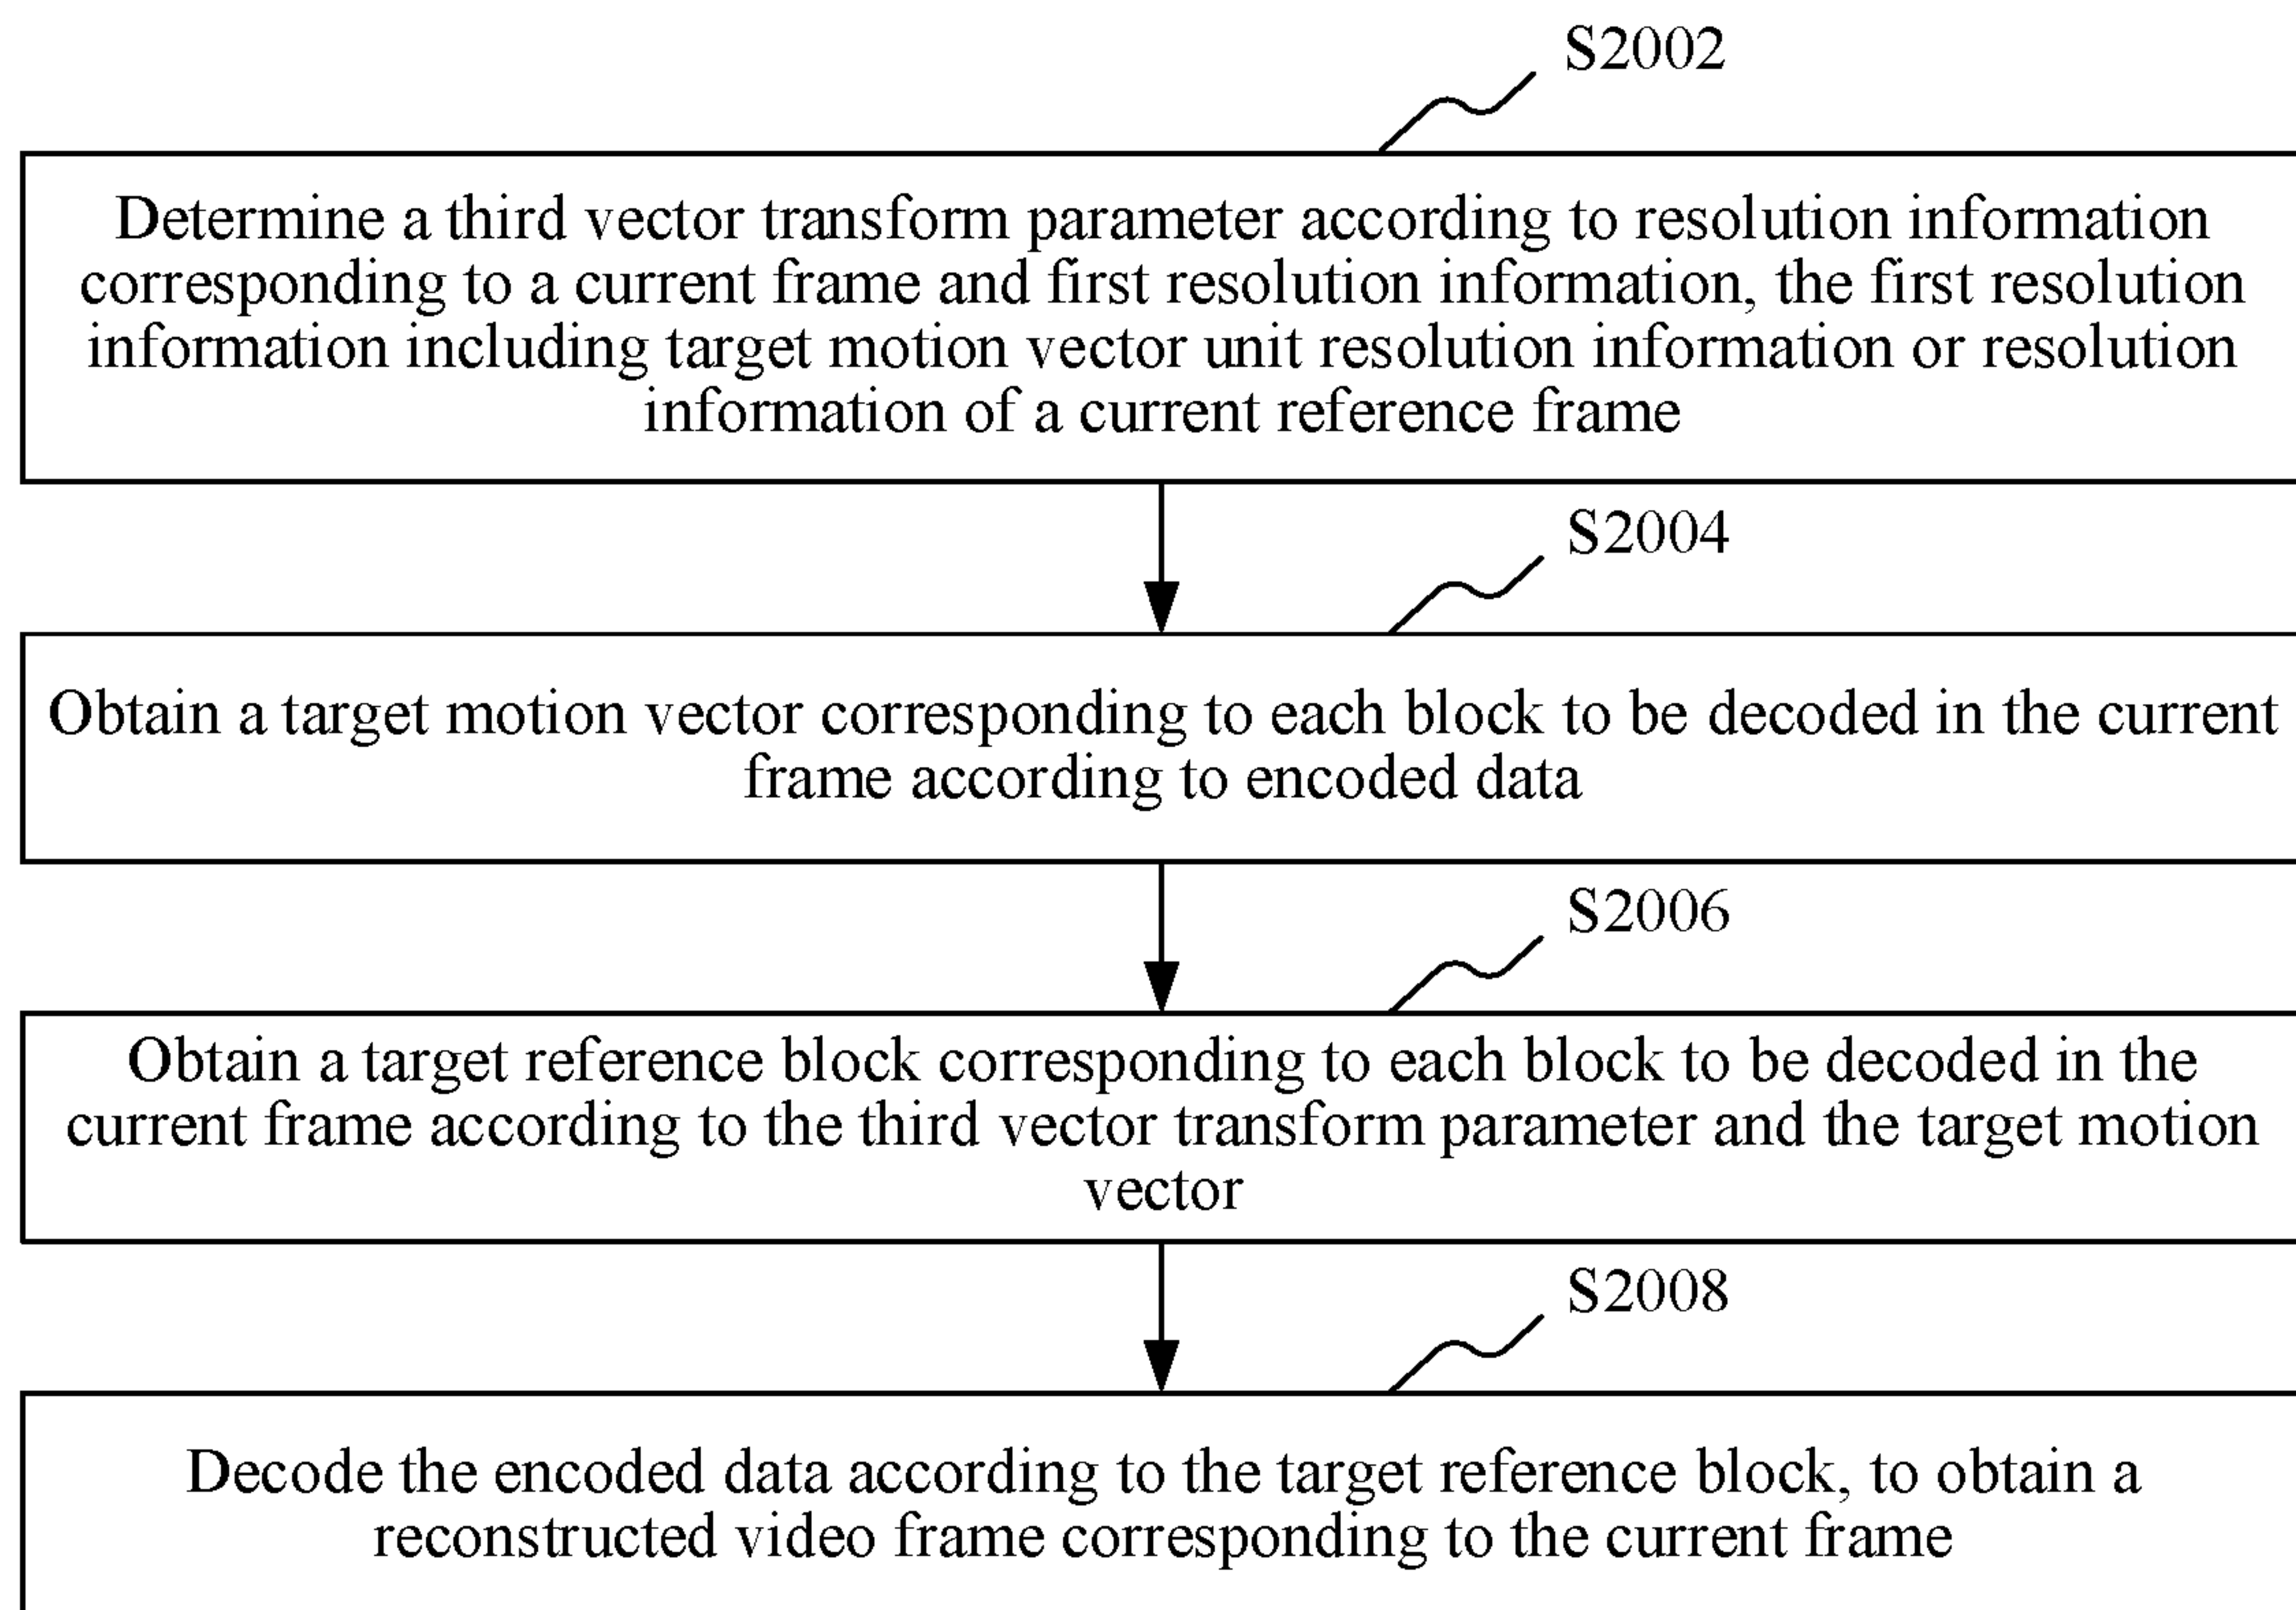 S2002
Determine a third vector transform parameter according to resolution information
corresponding to a current frame and first resolution information, the first resolution
information including target motion vector unit resolution information or resolution
information of a current reference frame
S2004
Obtain a target motion vector corresponding to each block to be decoded in the current
frame according to encoded data
S2006
Obtain a target reference block corresponding to each block to be decoded in the
current frame according to the third vector transform parameter and the target motion
vector
S2008
Decode the encoded data according to the target reference block, to obtain a
reconstructed video frame corresponding to the current frame